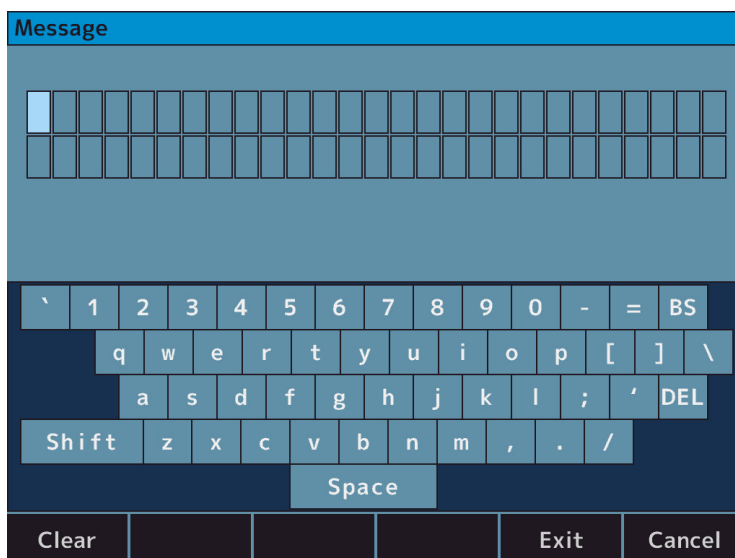 Message
` 1 2 3 4 5 6 7 8 9 0 - = BS
q w e r t y u i o p [ ] \
a s d f g h j k l ; ‘ DEL
Shift z x c v b n m , . /
Space
Clear Exit Cancel